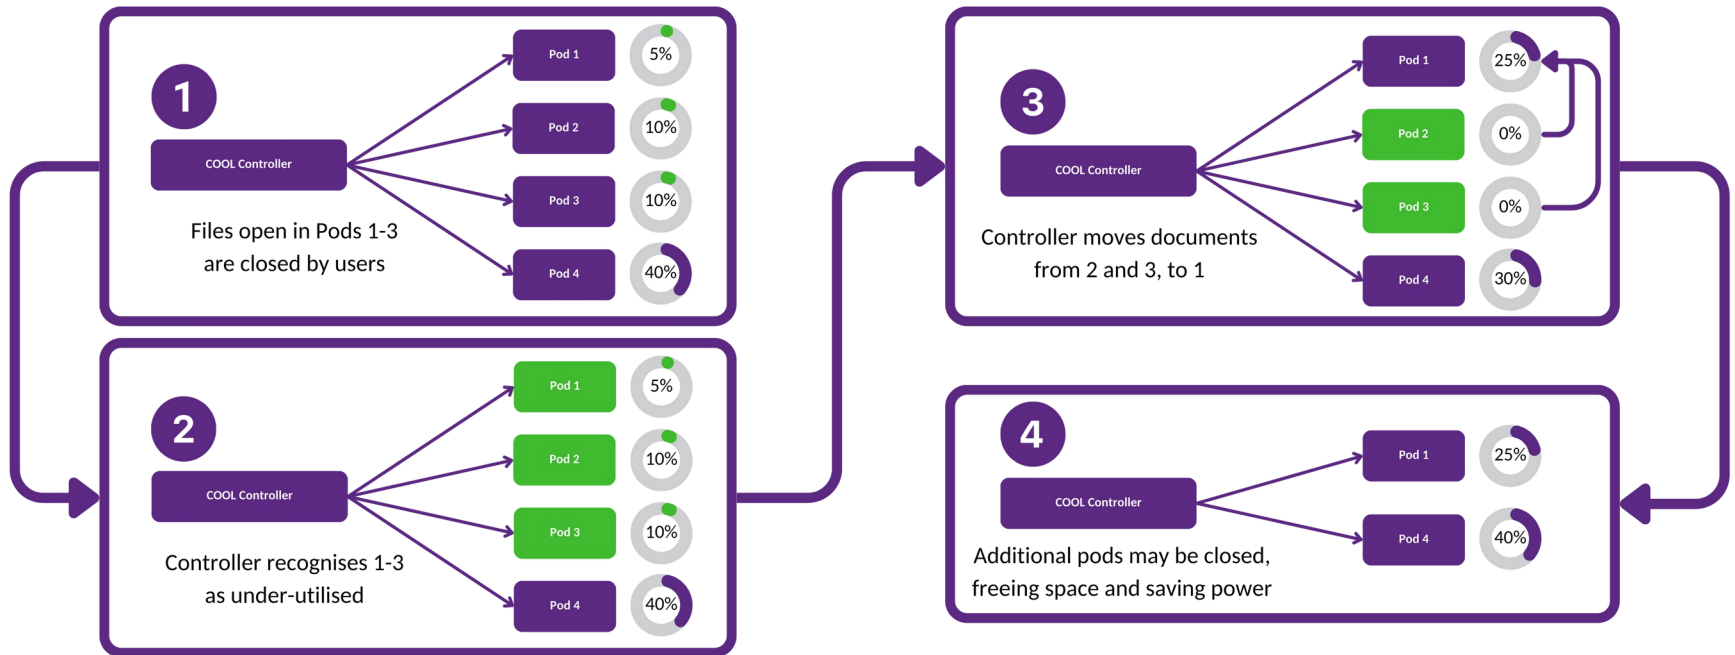 1
COOL Controller
Files open in Pods 1-3
are closed by users
Pod 1
5%
Pod 2
10%
Pod 3
10%
Pod 4
40%
2
COOL Controller
Controller recognises 1-3
as under-utilised
Pod 1
5%
Pod 2
10%
Pod 3
10%
Pod 4
40%
3
COOL Controller
Controller moves documents
from 2 and 3, to 1
Pod 1
25%
Pod 2
0%
Pod 3
0%
Pod 4
30%
4
COOL Controller
Additional pods may be closed,
freeing space and saving power
Pod 1
25%
Pod 4
40%